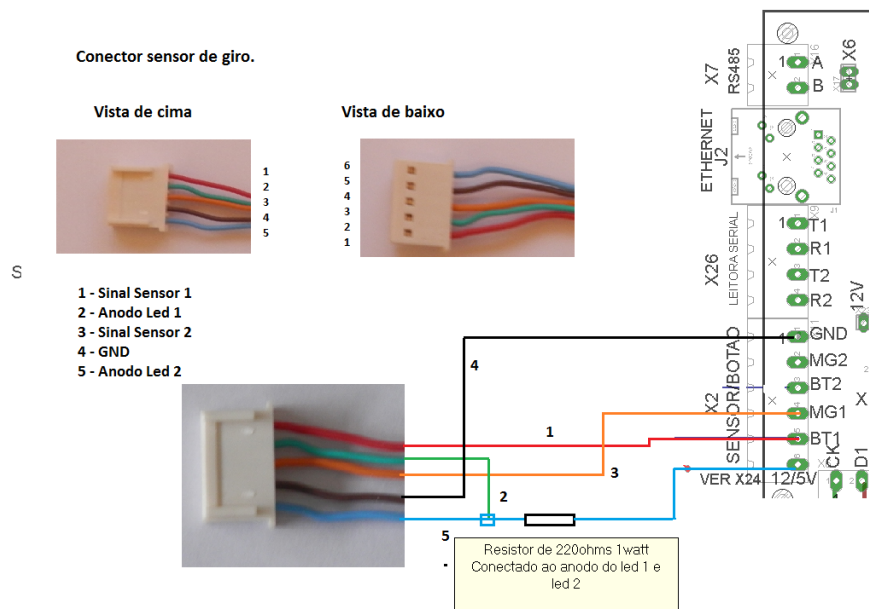 Conector sensor de giro.
Vista de cima
Vista de baixo
1
2
3
4
5
6
5
4
3
2
1
S
1 - Sinal Sensor 1
2 - Anodo Led 1
3 - Sinal Sensor 2
4 - GND
5 - Anodo Led 2
4
1
3
2
5
-
Resistor de 220ohms 1watt
Conectado ao anodo do led 1 e
led 2
X7
RS485
1
A
B
X6
ETHERNET
J2
J1
X26
LEITORA SERIAL
1
T1
R1
T2
R2
12V
X2
SENSOR/BOTAO
1
GND
MG2
BT2
MG1
BT1
X
VER X24
12/5V
CK
D1